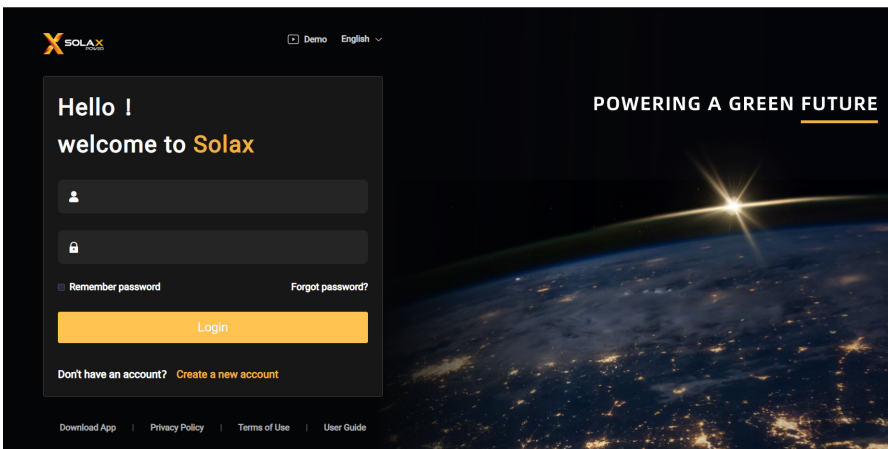 SOLAX
POWER
Demo English
Hello !
welcome to Solax
Remember password Forgot password?
Login
Don't have an account? Create a new account
Download App | Privacy Policy | Terms of Use | User Guide
POWERING A GREEN FUTURE